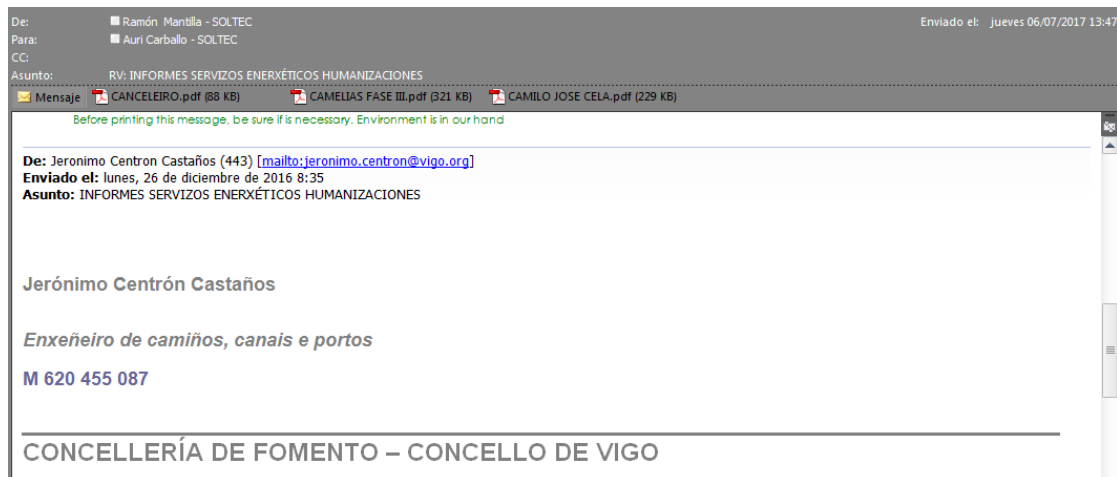 De: Ramón Mantilla - SOLTEC Enviado el: jueves 06/07/2017 13:47
Para: Auri Carballo - SOLTEC
CC:
Asunto: RV: INFORMES SERVIZOS ENERXÉTICOS HUMANIZACIONES
Mensaje CANCELEIRO.pdf (88 KB) CAMELIAS FASE III.pdf (321 KB) CAMILO JOSE CELA.pdf (229 KB)
Before printing this message, be sure if is necessary. Environment is in our hand
De: Jeronimo Centron Castaños (443) [mailto:jeronimo.centron@vigo.org]
Enviado el: lunes, 26 de diciembre de 2016 8:35
Asunto: INFORMES SERVIZOS ENERXÉTICOS HUMANIZACIONES
Jerónimo Centrón Castaños
Enxeñeiro de camiños, canais e portos
M 620 455 087
CONCELLERÍA DE FOMENTO – CONCELLO DE VIGO